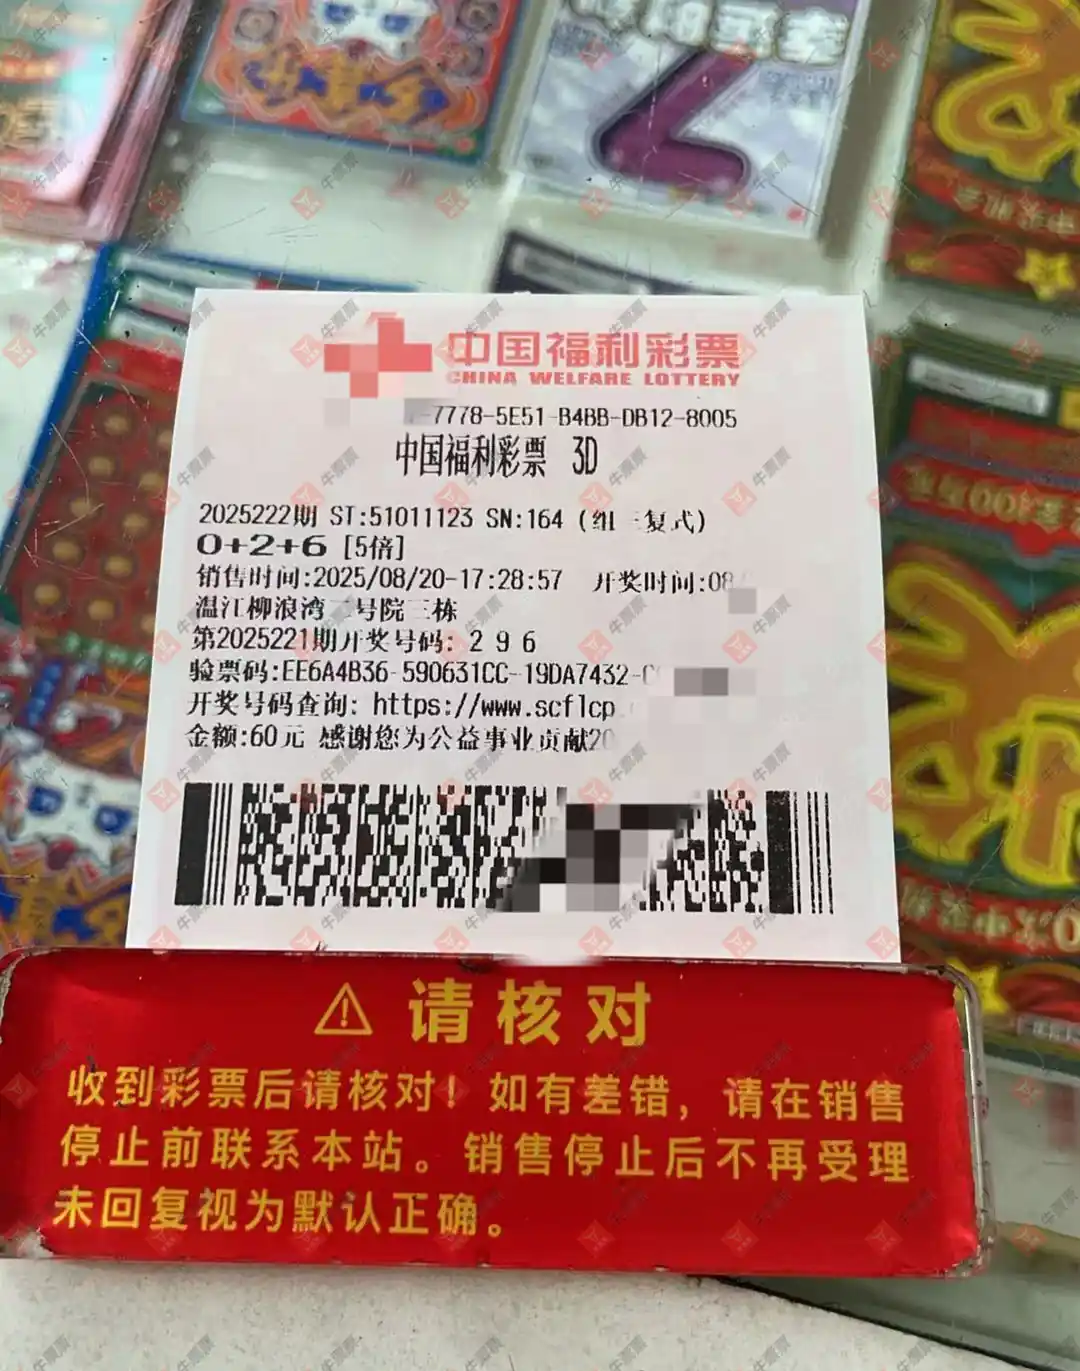 中国福利彩票
CHINA WELFARE LOTTERY
-7778-5E51-B4BB-DB12-8005
中国福利彩票 3D
2025222期 ST:51011123 SN:164 (组三复式)
0+2+6 [5倍]
销售时间:2025/08/20-17:28:57 开奖时间:08
温江柳浪湾二号院三栋
第2025221期开奖号码: 2 9 6
验票码:EE6A4B36-590631CC-19DA7432-
开奖号码查询: https://www.scflcp
金额:60元 感谢您为公益事业贡献20
请核对
收到彩票后请核对！如有差错，请在销售
停止前联系本站。销售停止后不再受理
未回复视为默认正确。
牛票票